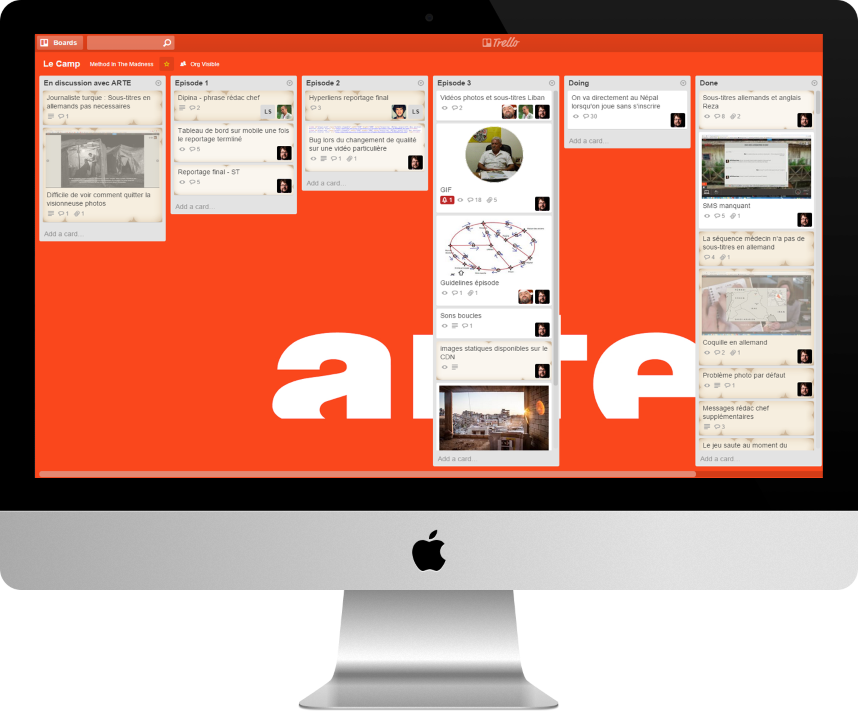 Boards
Trello
Le Camp
Method In The Madness
Org Visible
En discussion avec ARTE
Journaliste turque : Sous-titres en
allemands pas necessaires
1
Difficile de voir comment quitter la
visionneuse photos
1
1
Add a card...
Episode 1
Dipina - phrase rédac chef
2
LS
Tableau de bord sur mobile une fois
le reportage terminé
5
Reportage final - ST
5
Add a card...
Episode 2
Hyperliens reportage final
3
LS
Bug lors du changement de qualité
sur une vidéo particulière
1
1
Add a card...
Episode 3
Vidéos photos et sous-titres Liban
2
GIF
1
18
5
Guidelines épisode
1
1
Sons boucles
1
images statiques disponibles sur le
CDN
Add a card...
Doing
On va directement au Népal
lorsqu'on joue sans s'inscrire
20
Add a card...
Done
Sous-titres allemands et anglais
Reza
8
2
SMS manquant
5
1
La séquence médecin n'a pas de
sous-titres en allemand
4
1
Coquille en allemand
2
1
Problème photo par défaut
1
Messages rédac chef
supplémentaires
3
Le jeu saute au moment du
Add a card...
arte